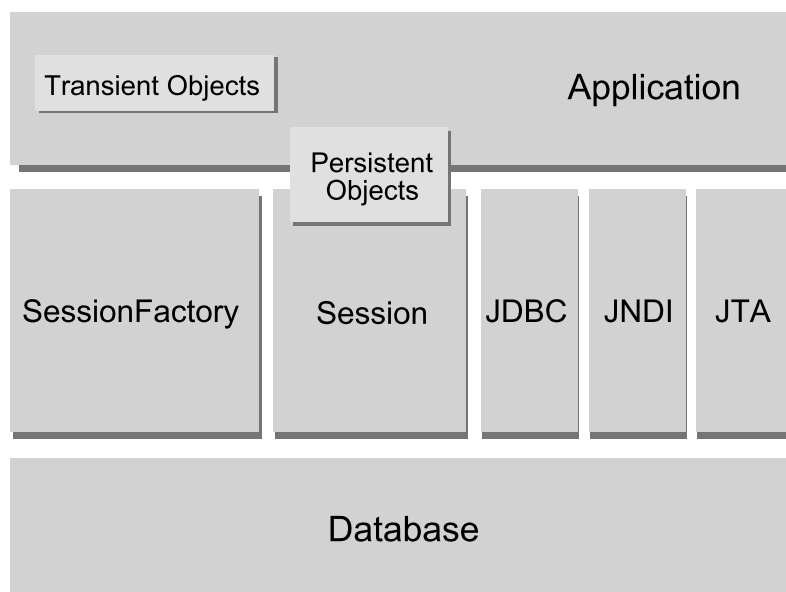 Transient Objects
Application
Persistent
Objects
SessionFactory
Session
JDBC
JNDI
JTA
Database